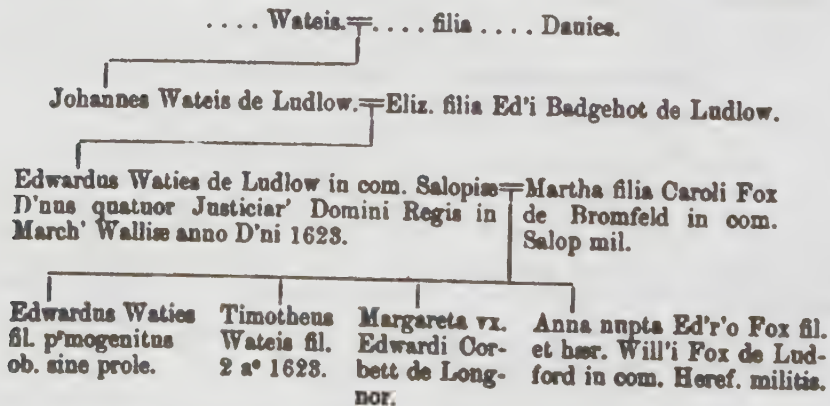 .... Wateis.=.... filia .... Danies.
Johannes Wateis de Ludlow.=Eliz. filia Ed'i Badgehot de Ludlow.
Edwardus Waties de Ludlow in com. Salopiæ=Martha filia Caroli Fox
D'nus quatuor Justiciar' Domini Regis in de Bromfeld in com.
March' Walliæ anno D'ni 1623. Salop mil.
Edwardus Waties
fil. p'mogenitus
ob. sine prole.
Timotheus
Wateis fil.
2 aº 1623.
Margareta vx.
Edwardi Cor-
bett de Long-
nor.
Anna nupta Ed'r'o Fox fil.
et hær. Will'i Fox de Lud-
ford in com. Heref. militis.